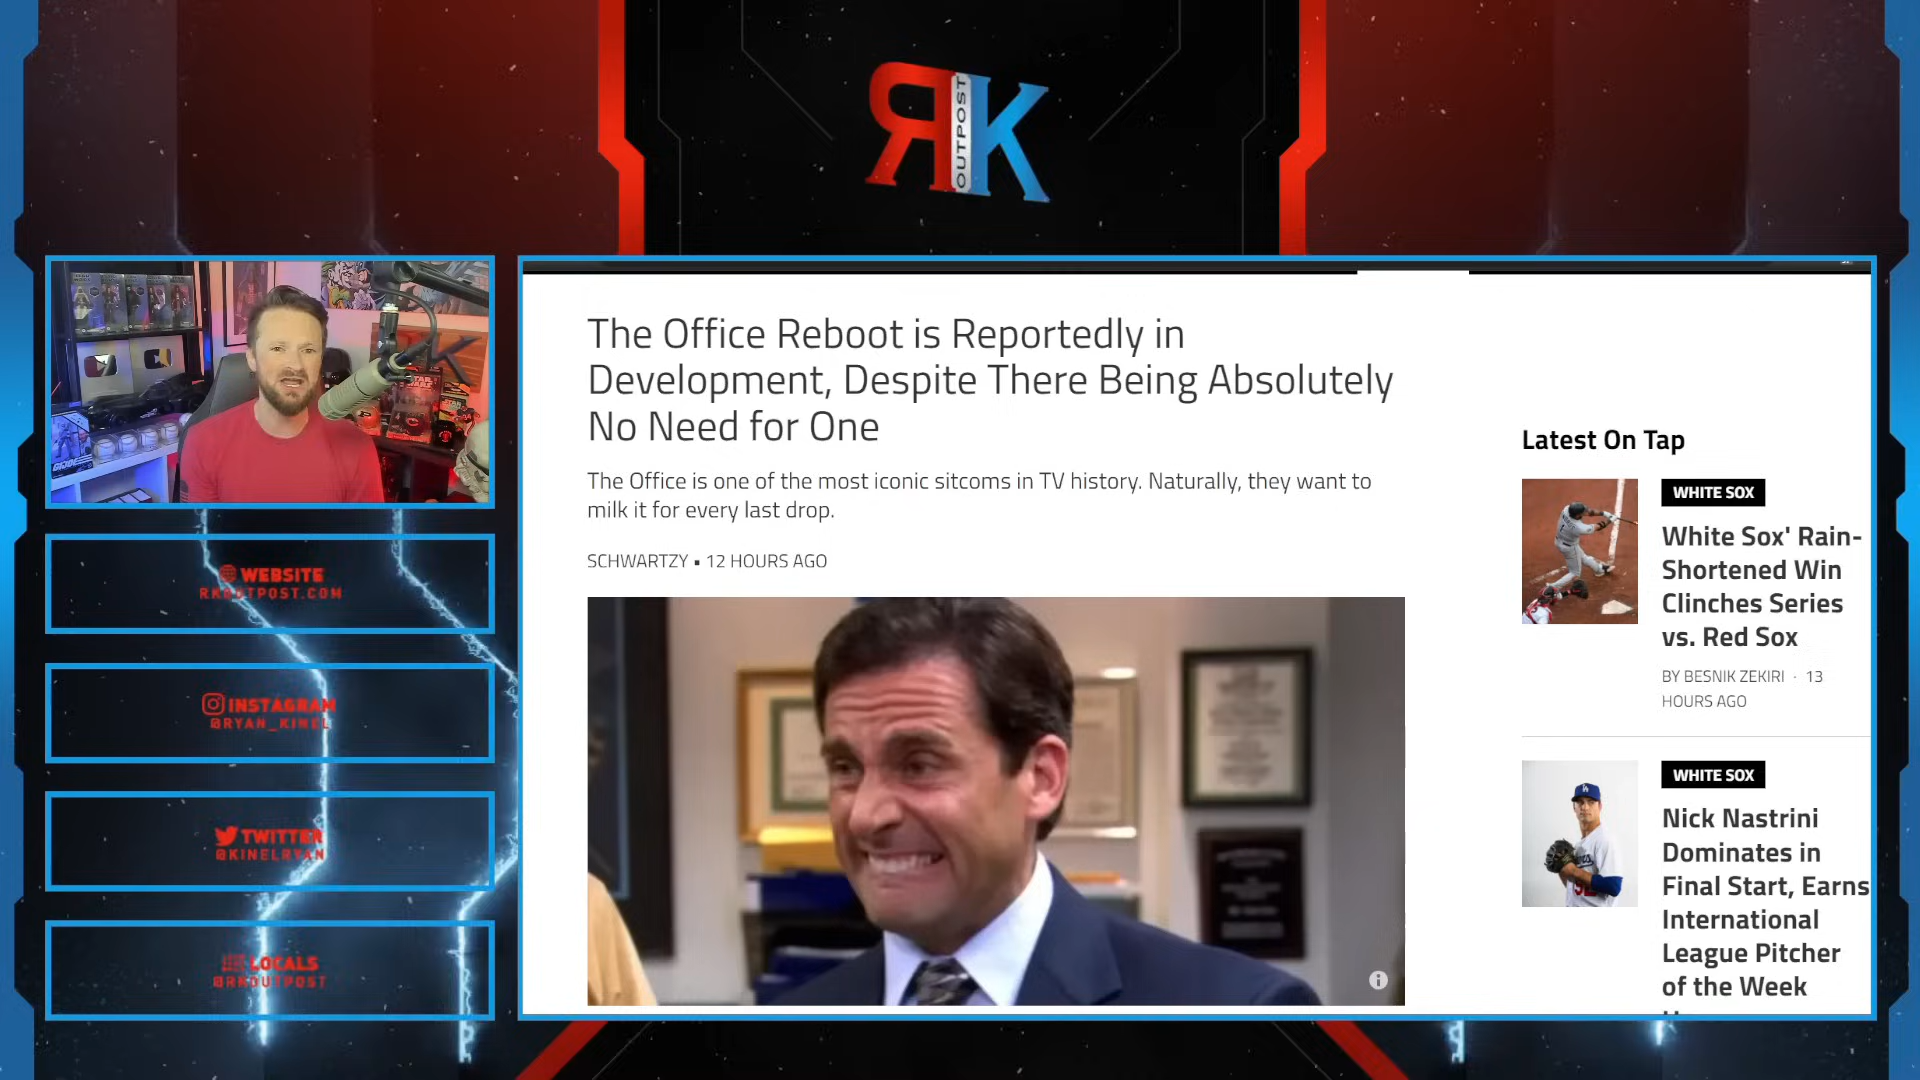 RK
OUTPOST
WEBSITE
RKOUTPOST.COM
INSTAGRAM
@RYAN_KINEL
TWITTER
@KINELRYAN
LOCALS
@RKOUTPOST
The Office Reboot is Reportedly in
Development, Despite There Being Absolutely
No Need for One
The Office is one of the most iconic sitcoms in TV history. Naturally, they want to
milk it for every last drop.
SCHWARTZY • 12 HOURS AGO
Latest On Tap
WHITE SOX
White Sox' Rain-
Shortened Win
Clinches Series
vs. Red Sox
BY BESNIK ZEKIRI · 13
HOURS AGO
WHITE SOX
Nick Nastrini
Dominates in
Final Start, Earns
International
League Pitcher
of the Week